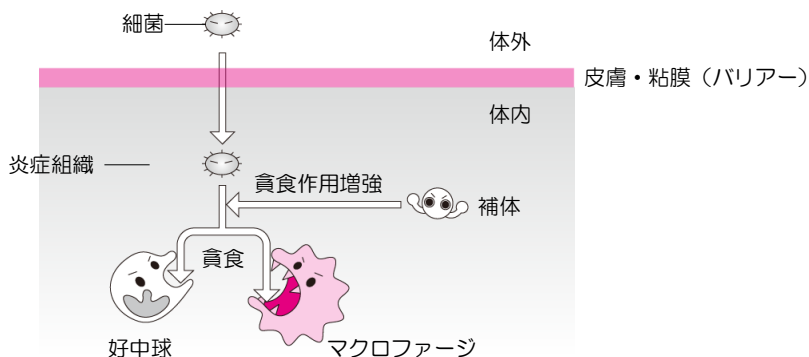 細菌
体外
皮膚・粘膜（バリアー）
体内
炎症組織
貪食作用増強
補体
貪食
好中球
マクロファージ